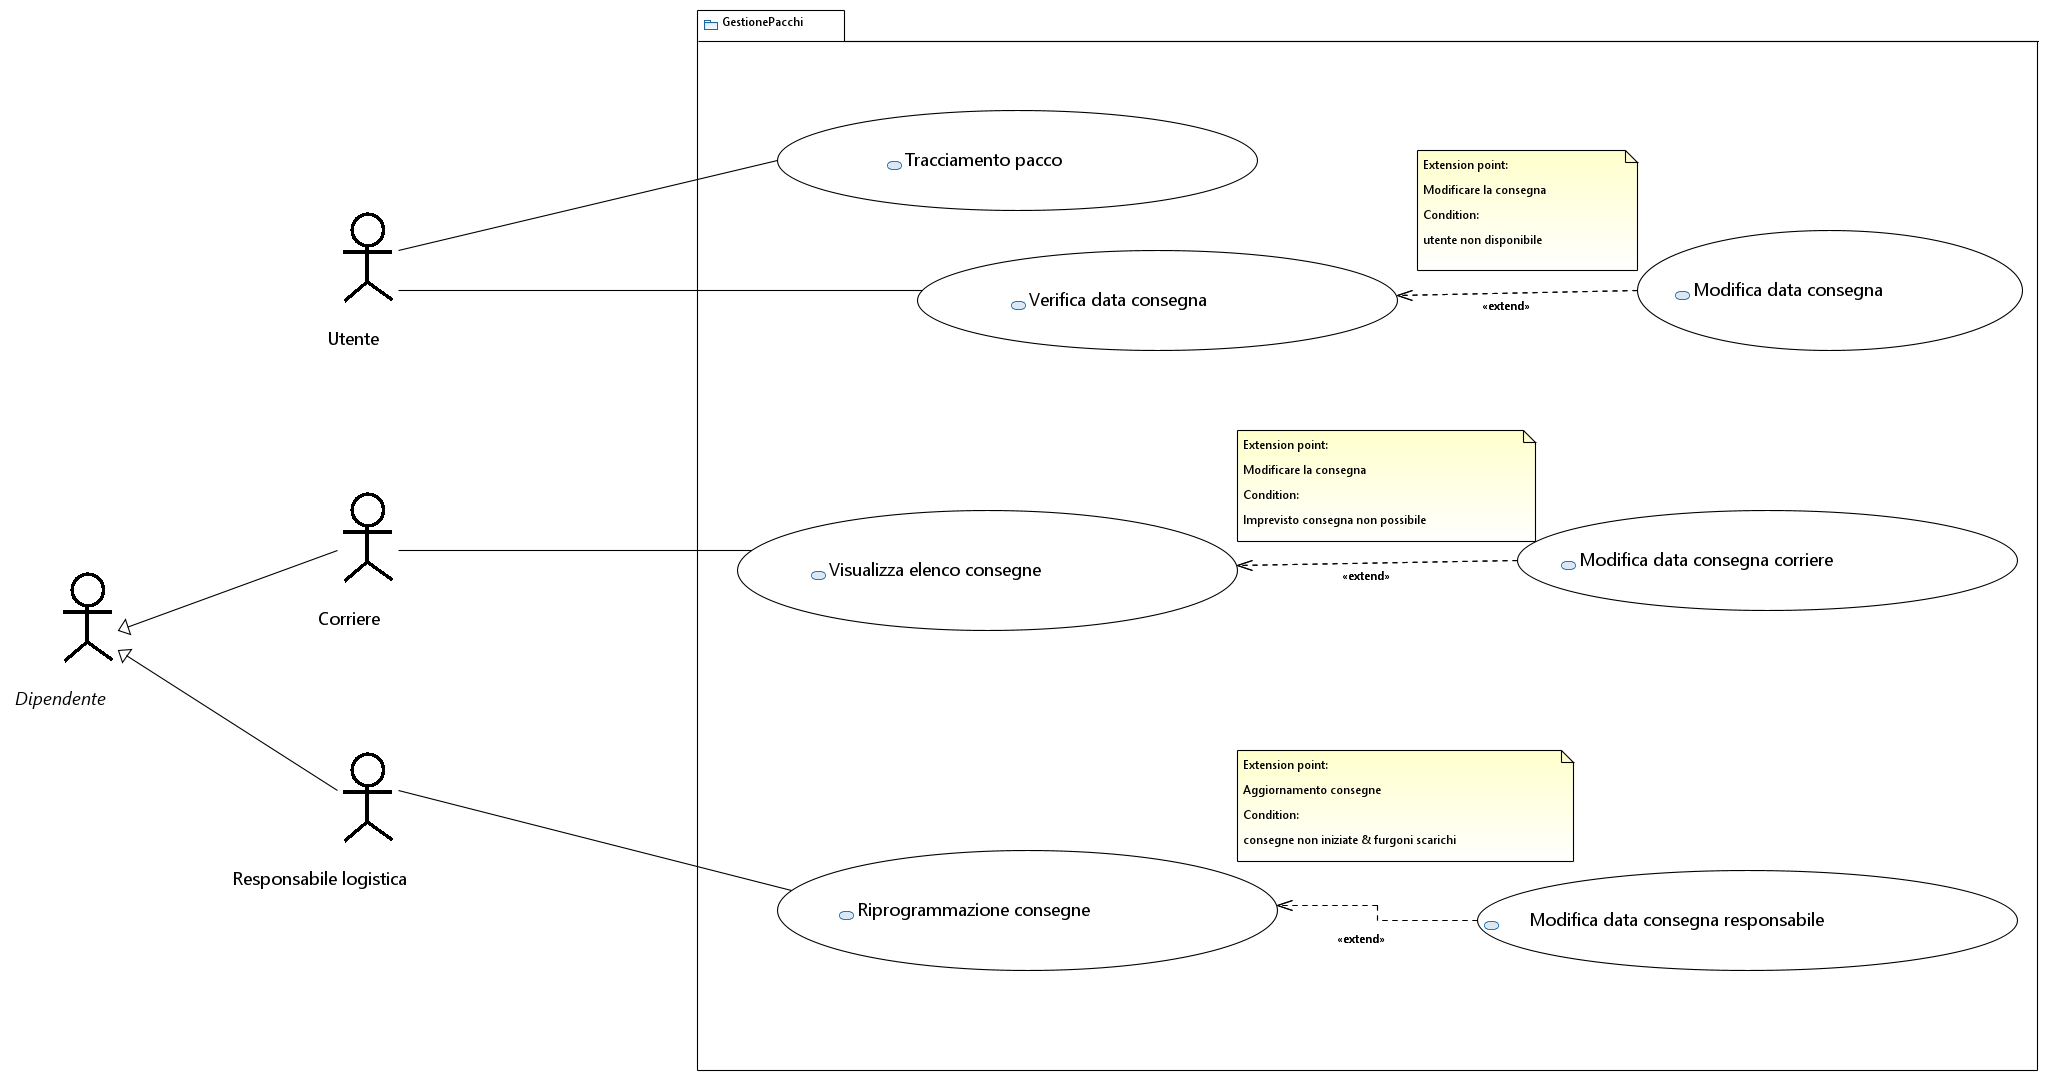 GestionePacchi
Tracciamento pacco
Extension point:
Modificare la consegna
Condition:
utente non disponibile
Verifica data consegna
Modifica data consegna
«extend»
Utente
Extension point:
Modificare la consegna
Condition:
Imprevisto consegna non possibile
Visualizza elenco consegne
Modifica data consegna corriere
«extend»
Corriere
Dipendente
Extension point:
Aggiornamento consegne
Condition:
consegne non iniziate & furgoni scarichi
Responsabile logistica
Riprogrammazione consegne
Modifica data consegna responsabile
«extend»